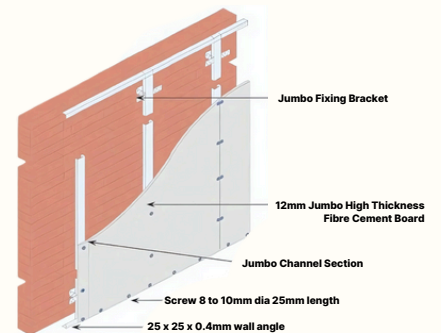 Jumbo Fixing Bracket
12mm Jumbo High Thickness
Fibre Cement Board
Jumbo Channel Section
Screw 8 to 10mm dia 25mm length
25 x 25 x 0.4mm wall angle